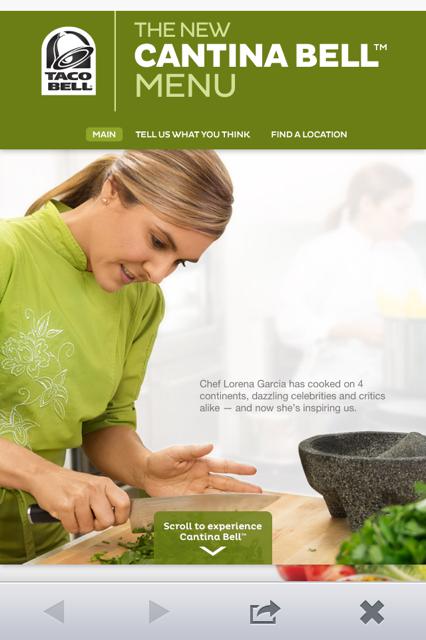 THE NEW
CANTINA BELL™
MENU
TACO
BELL®
MAIN TELL US WHAT YOU THINK FIND A LOCATION
Chef Lorena Garcia has cooked on 4
continents, dazzling celebrities and critics
alike — and now she's inspiring us.
Scroll to experience
Cantina Bell™